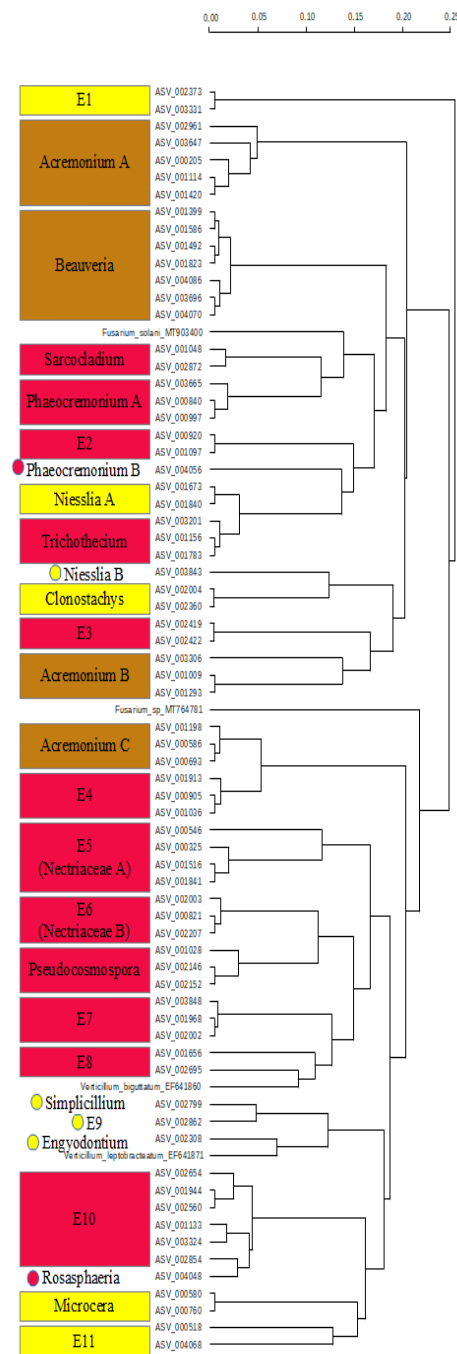 0.00 0.05 0.10 0.15 0.20 0.25
E1
ASV_002373
ASV_003331
Acremonium A
ASV_002961
ASV_003647
ASV_000205
ASV_001114
ASV_001420
Beauveria
ASV_001399
ASV_001586
ASV_001492
ASV_001823
ASV_004086
ASV_003696
ASV_004070
Fusarium_solani_MT903400
Sarcocladium
ASV_001048
ASV_002872
Phaeocremonium A
ASV_003665
ASV_000840
ASV_000997
E2
ASV_000920
ASV_001097
Phaeocremonium B
ASV_004056
Niesslia A
ASV_001673
ASV_001840
Trichothecium
ASV_003201
ASV_001156
ASV_001783
Niesslia B
ASV_003843
Clonostachys
ASV_002004
ASV_002360
E3
ASV_002419
ASV_002422
Acremonium B
ASV_003306
ASV_001009
ASV_001293
Fusarium_sp_MT764781
Acremonium C
ASV_001198
ASV_000586
ASV_000693
E4
ASV_001913
ASV_000905
ASV_001036
E5
(Nectriaceae A)
ASV_000546
ASV_000325
ASV_001516
ASV_001841
E6
(Nectriaceae B)
ASV_002003
ASV_000821
ASV_002207
Pseudocosmospora
ASV_001028
ASV_002146
ASV_002152
E7
ASV_003848
ASV_001968
ASV_002002
E8
ASV_001656
ASV_002695
Verticillium_biguttatum_EF641860
Simplicillium
ASV_002799
E9
ASV_002862
Engyodontium
ASV_002308
Verticillium_leptobacteatum_EF641871
E10
ASV_002654
ASV_001944
ASV_002560
ASV_001133
ASV_003324
ASV_002854
Rosasphaeria
ASV_004048
Microcera
ASV_000580
ASV_000760
E11
ASV_000518
ASV_004068